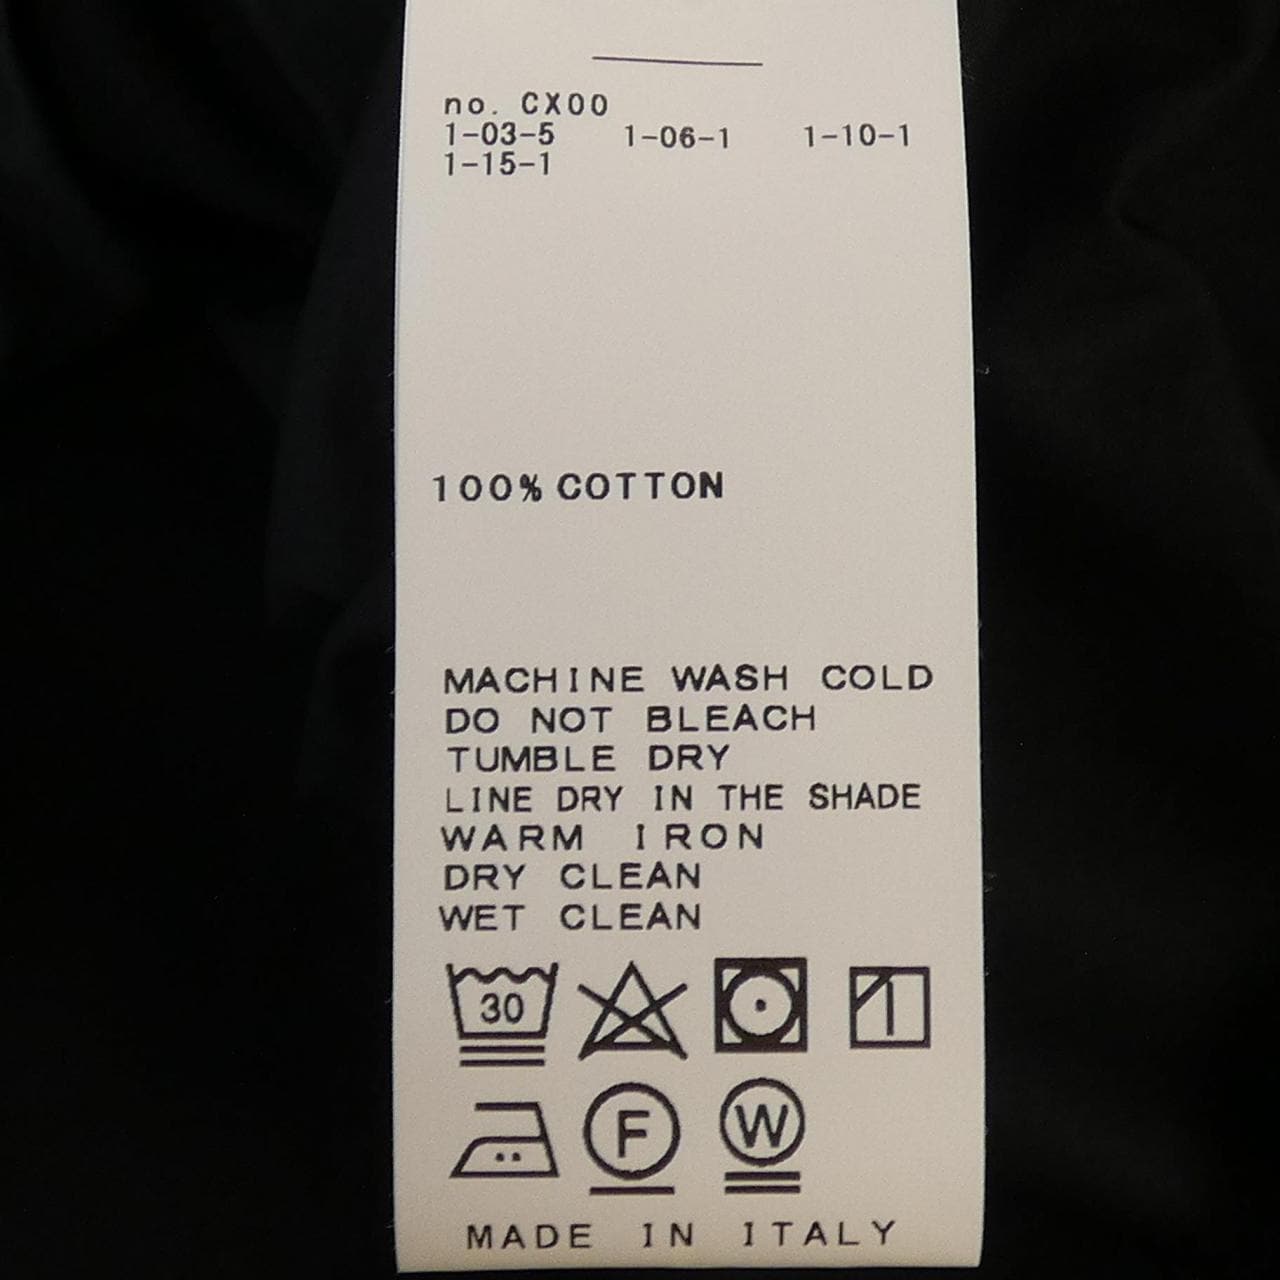 no. CX00
1-03-5 1-06-1 1-10-1
1-15-1
100% COTTON
MACHINE WASH COLD
DO NOT BLEACH
TUMBLE DRY
LINE DRY IN THE SHADE
WARM IRON
DRY CLEAN
WET CLEAN
30
F W
MADE IN ITALY